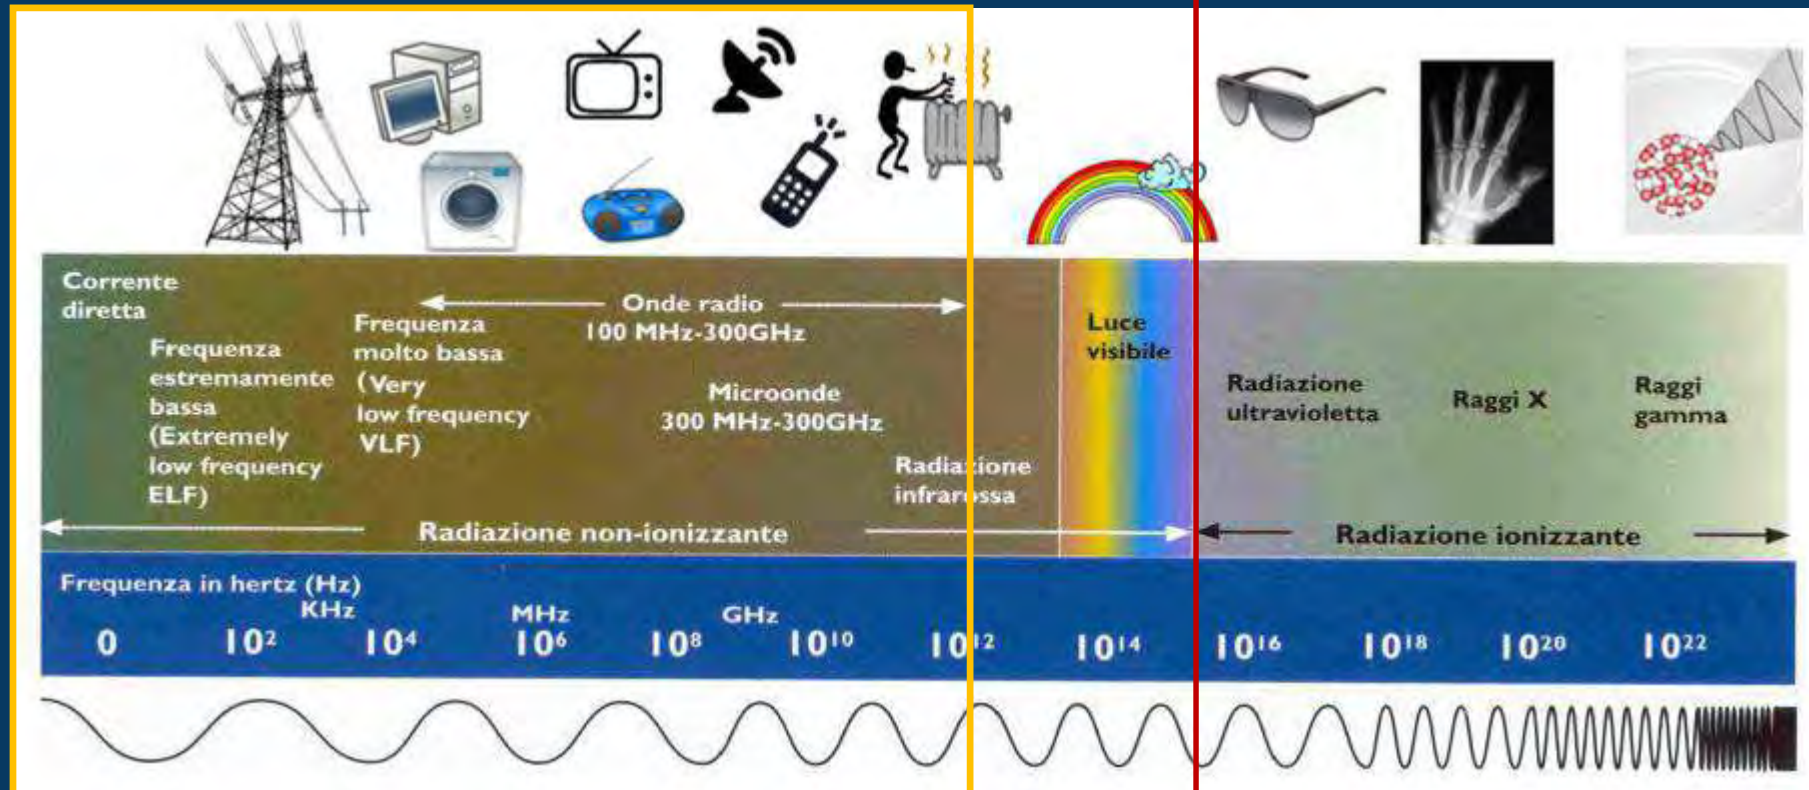 Corrente
diretta
Frequenza
estremamente
bassa
(Extremely
low frequency
ELF)
Frequenza
molto bassa
(Very
low frequency
VLF)
Onde radio
100 MHz-300GHz
Microonde
300 MHz-300GHz
Radiazione
infrarossa
Luce
visibile
Radiazione
ultravioletta
Raggi X
Raggi
gamma
Radiazione non-ionizzante
Radiazione ionizzante
Frequenza in hertz (Hz)
KHz MHz GHz
0 10² 10⁴ 10⁶ 10⁸ 10¹⁰ 10¹² 10¹⁴ 10¹⁶ 10¹⁸ 10²⁰ 10²²